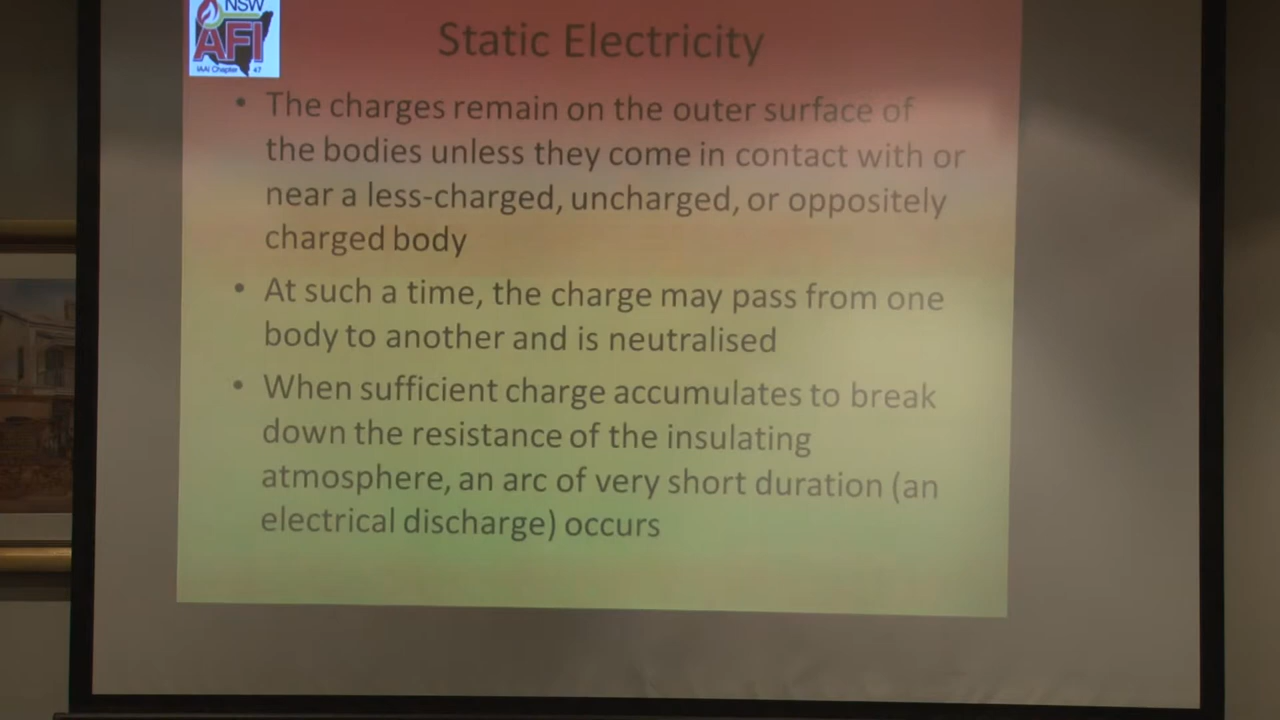 NSW
AFI
IAAI Chapter 47
Static Electricity
• The charges remain on the outer surface of
the bodies unless they come in contact with or
near a less-charged, uncharged, or oppositely
charged body
• At such a time, the charge may pass from one
body to another and is neutralised
• When sufficient charge accumulates to break
down the resistance of the insulating
atmosphere, an arc of very short duration (an
electrical discharge) occurs